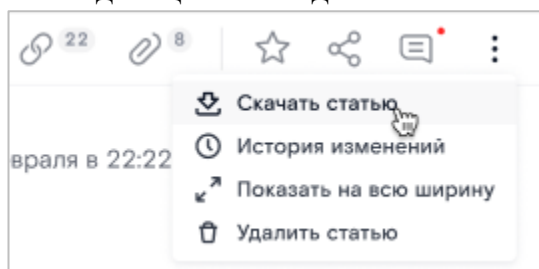 22 8
Скачать статью
История изменений
враля в 22:22
Показать на всю ширину
Удалить статью